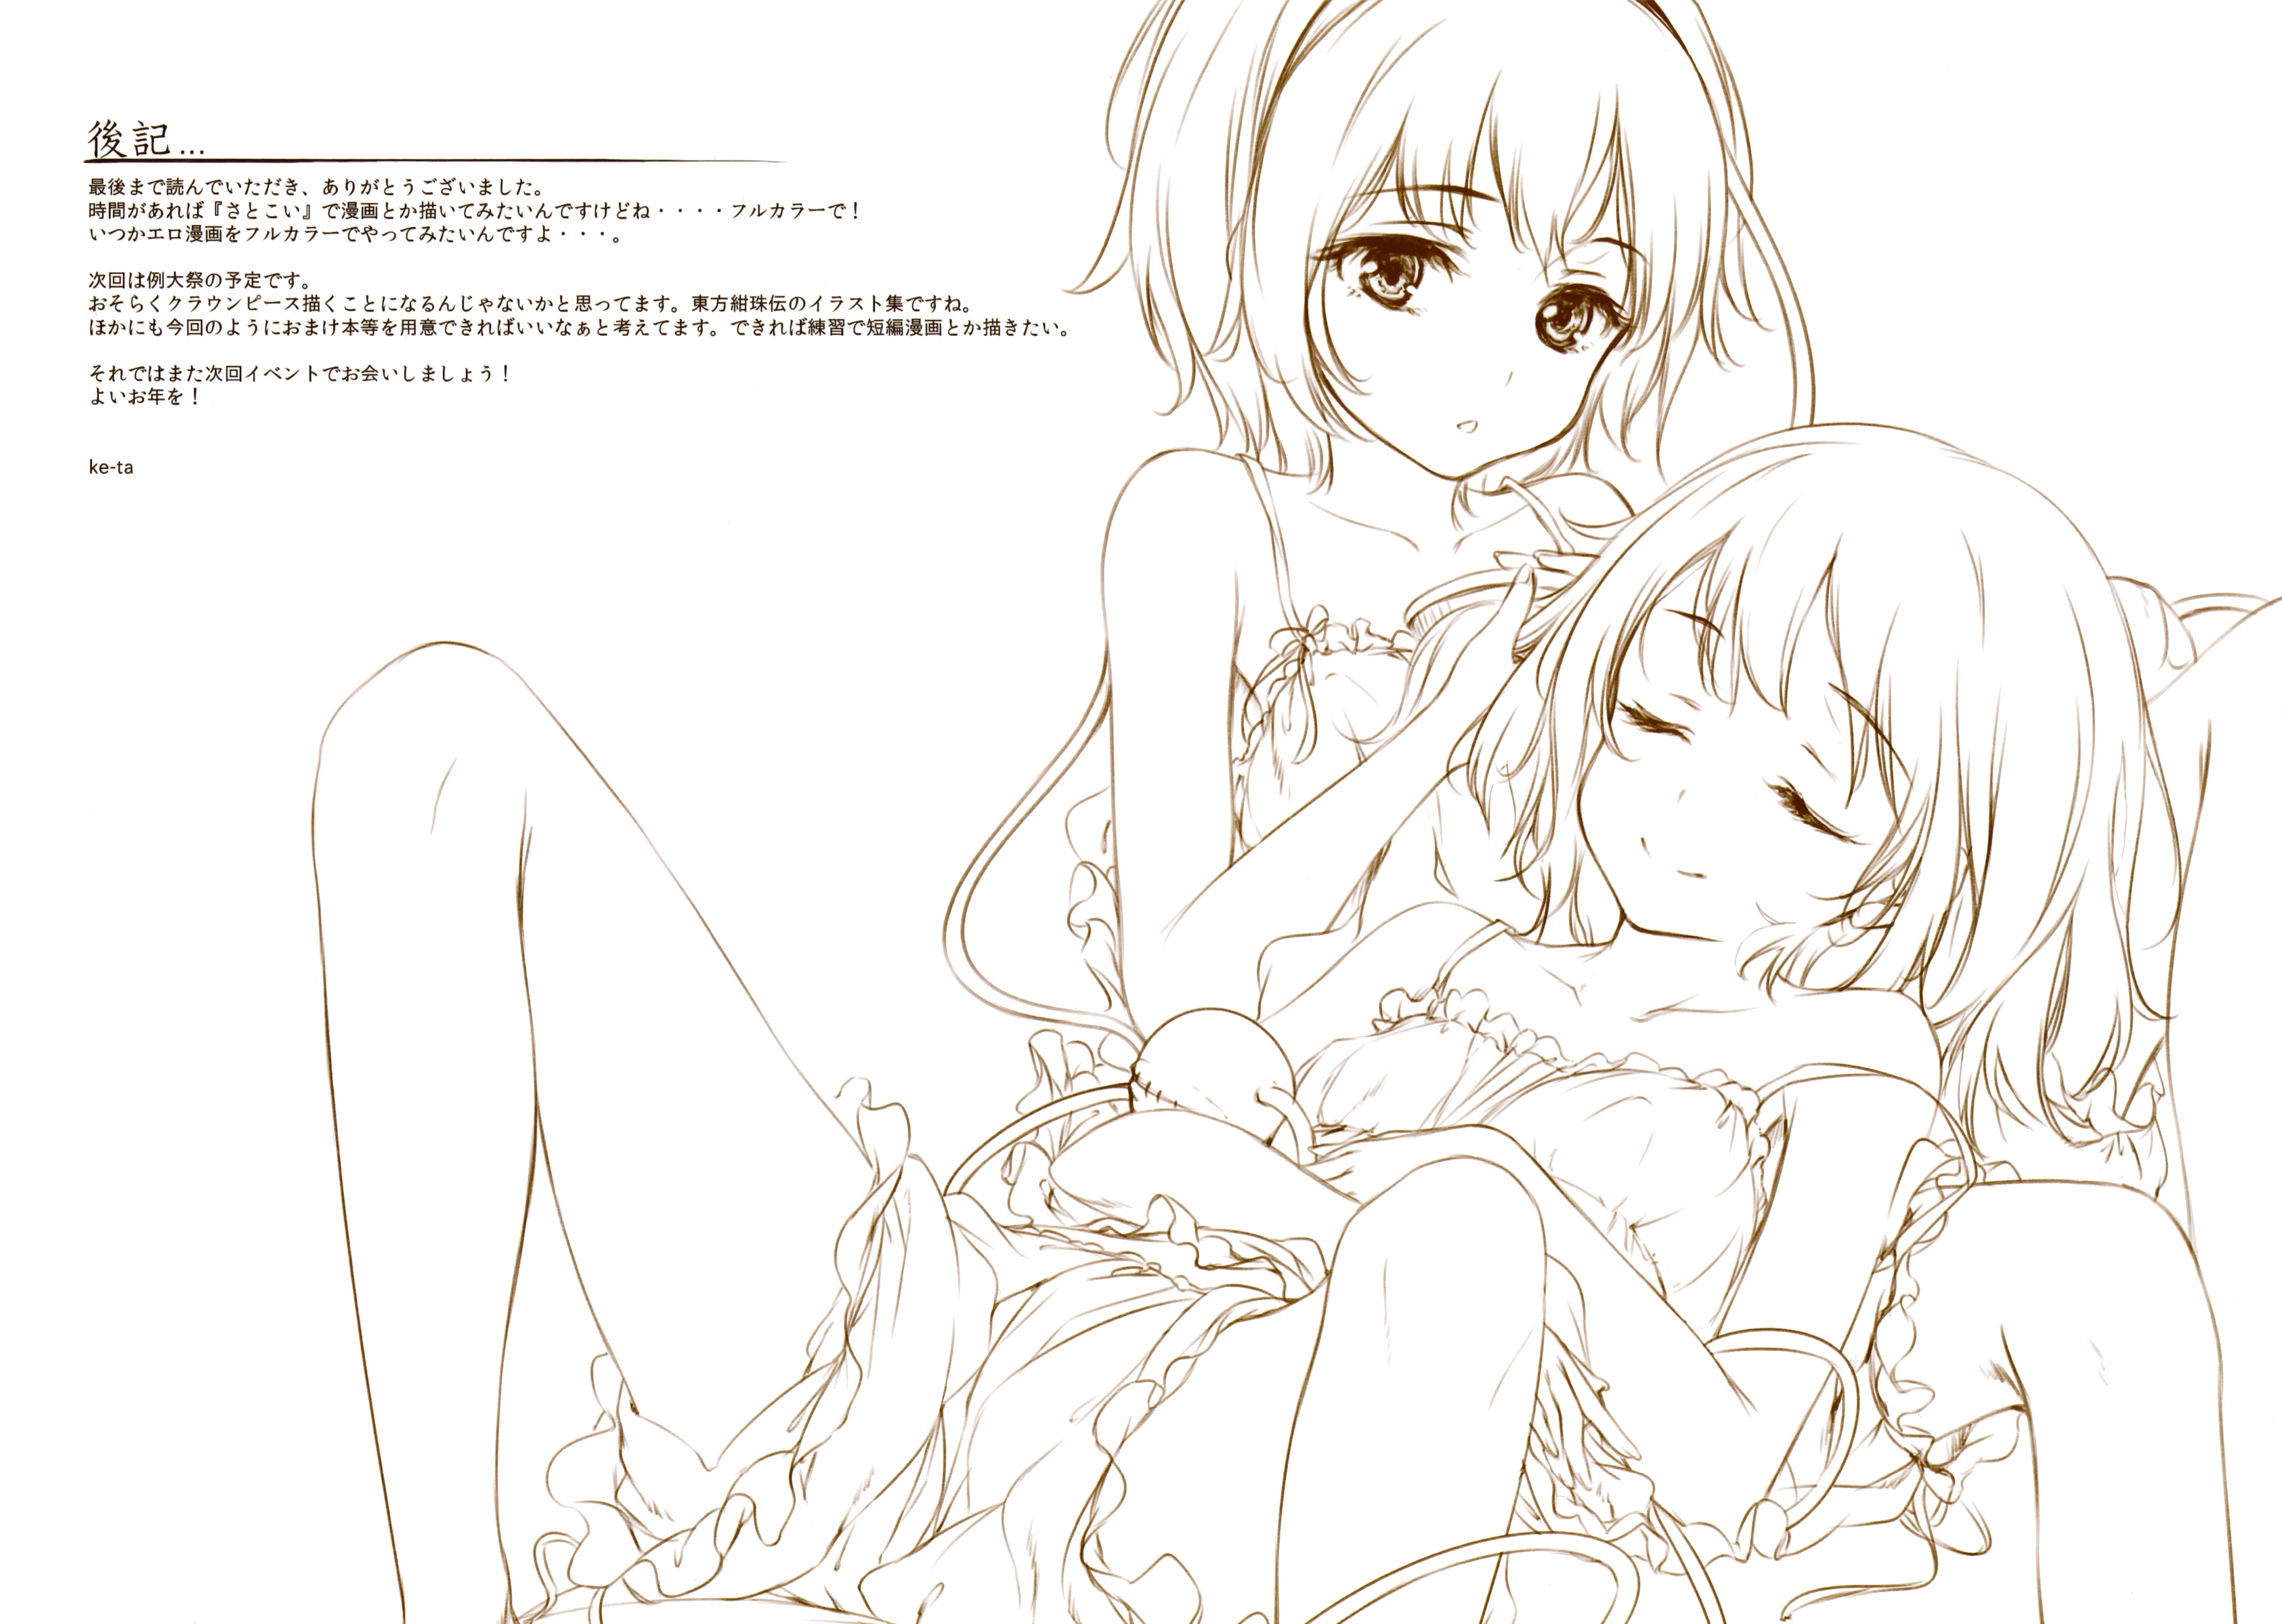 後記...
最後まで読んでいただき、ありがとうございました。
時間があれば『さとこい』で漫画とか描いてみたいんですけどね・・・・フルカラーで！
いつかエロ漫画をフルカラーでやってみたいんですよ・・・。
次回は例大祭の予定です。
おそらくクラウンピース描くことになるんじゃないかと思ってます。東方紺珠伝のイラスト集ですね。
ほかにも今回のようにおまけ本等を用意できればいいなぁと考えてます。できれば練習で短編漫画とか描きたい。
それではまた次回イベントでお会いしましょう！
よいお年を！
ke-ta